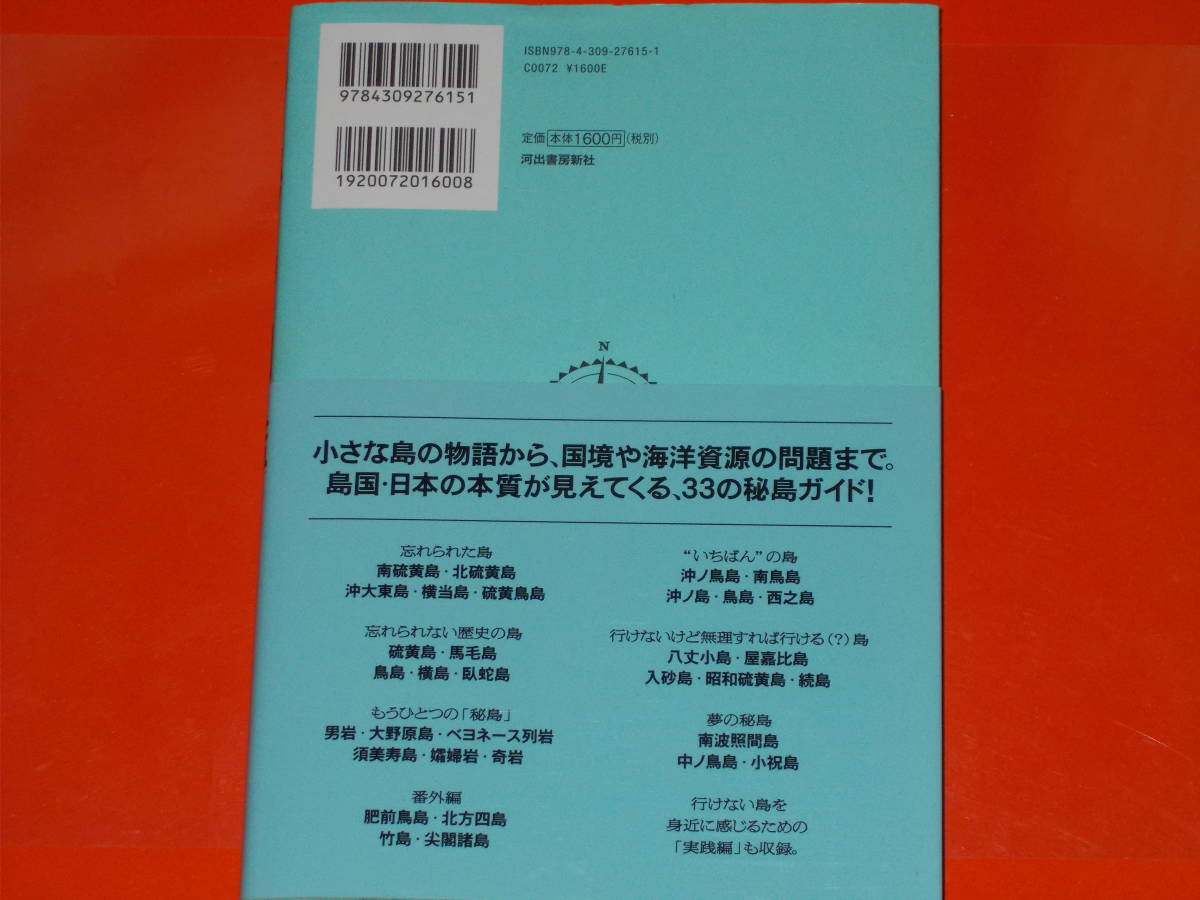 ISBN978-4-309-27615-1
C0072 ¥1600E
9784309276151
定価 本体1600円(税別)
河出書房新社
1920072016008
N
小さな島の物語から、国境や海洋資源の問題まで。
島国・日本の本質が見えてくる、33の秘島ガイド!
忘れられた島
南硫黄島・北硫黄島
沖大東島・横当島・硫黄鳥島
“いちばん”の島
沖ノ鳥島・南鳥島
沖ノ島・鳥島・西之島
忘れられない歴史の島
硫黄島・馬毛島
鳥島・横島・臥蛇島
行けないけど無理すれば行ける(?)島
八丈小島・屋嘉比島
入砂島・昭和硫黄島・続島
もうひとつの「秘島」
男岩・大野原島・ベヨネース列岩
須美寿島・孀婦岩・奇岩
夢の秘島
南波照間島
中ノ鳥島・小祝島
番外編
肥前鳥島・北方四島
竹島・尖閣諸島
行けない島を
身近に感じるための
「実践編」も収録。